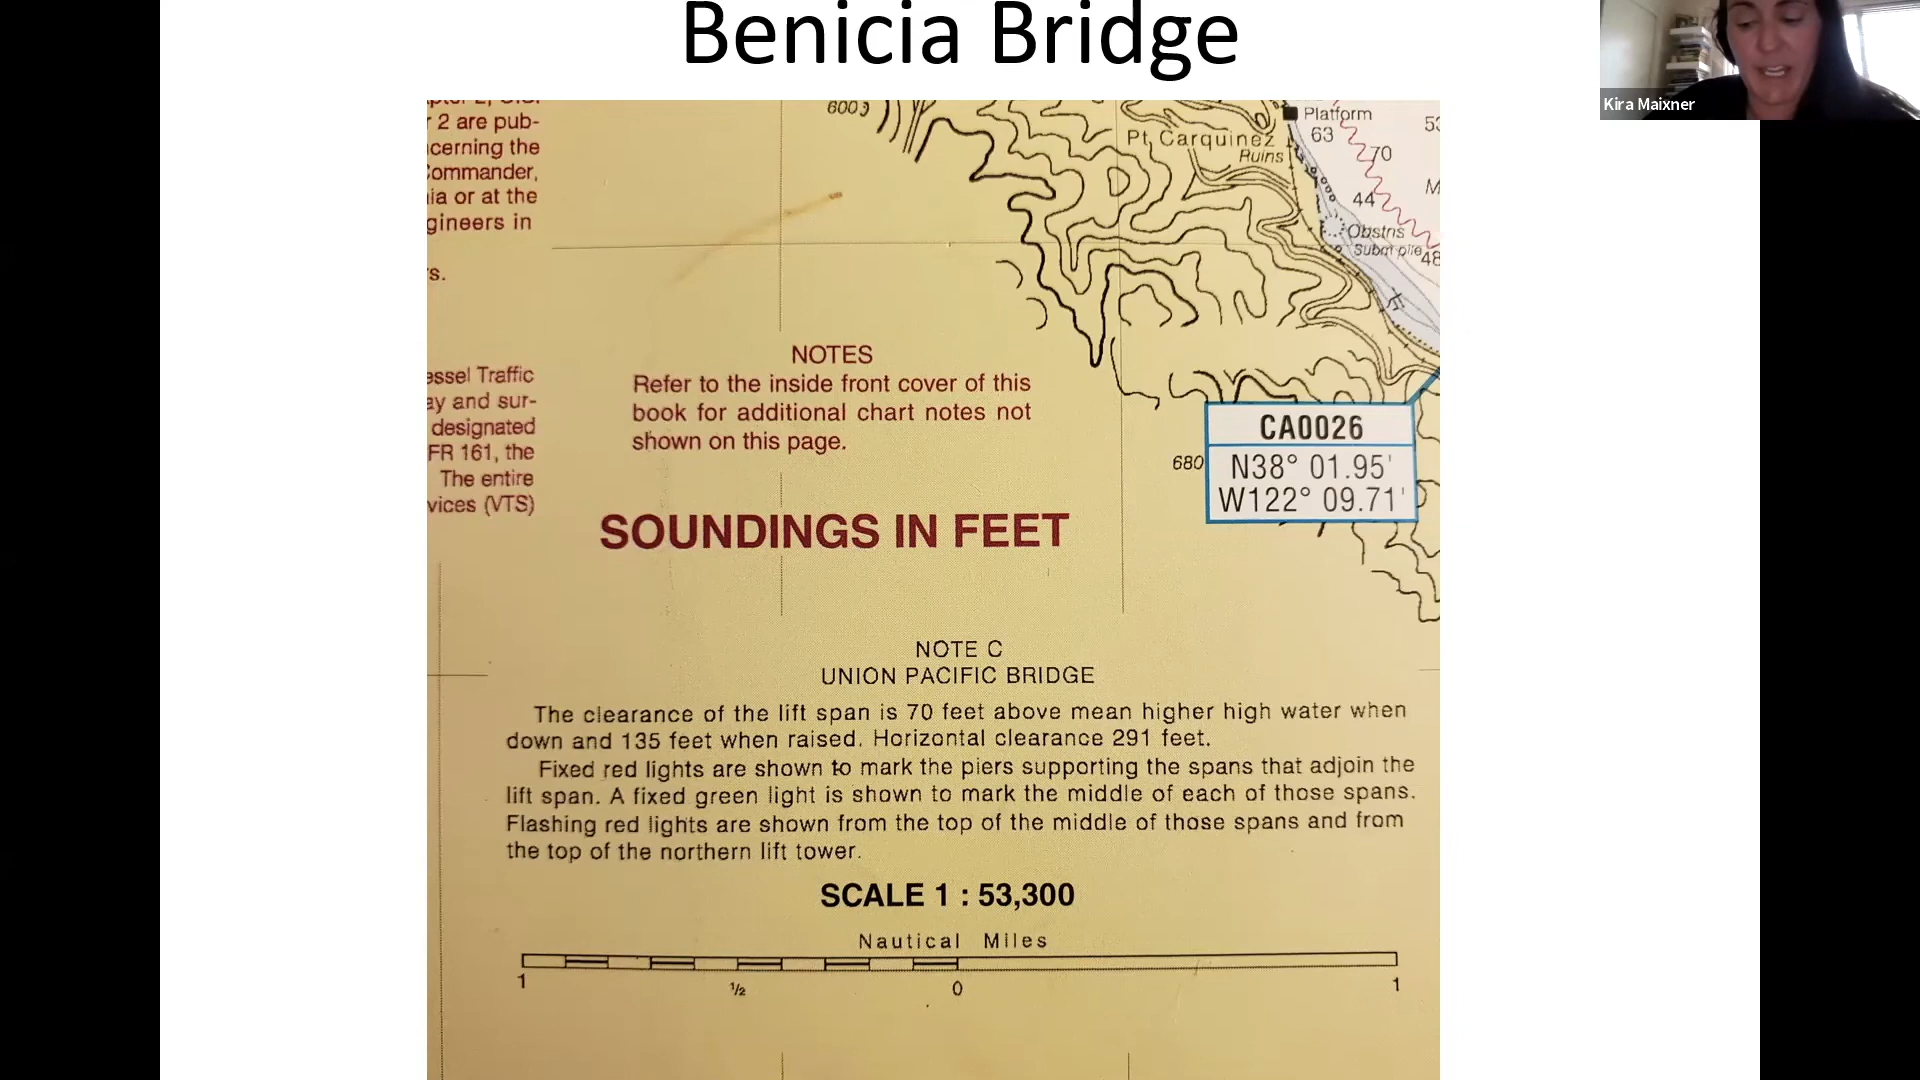 Benicia Bridge
Kira Maixner
2 are pub-
cerning the
ommander,
ia or at the
gineers in
s.
essel Traffic
ay and sur-
designated
FR 161, the
The entire
vices (VTS)
600
Platform
63
Pt Carquinez
Ruins
70
44
Obstns
Subm pile
48
NOTES
Refer to the inside front cover of this
book for additional chart notes not
shown on this page.
CA0026
N38° 01.95'
W122° 09.71'
680
SOUNDINGS IN FEET
NOTE C
UNION PACIFIC BRIDGE
The clearance of the lift span is 70 feet above mean higher high water when
down and 135 feet when raised. Horizontal clearance 291 feet.
Fixed red lights are shown to mark the piers supporting the spans that adjoin the
lift span. A fixed green light is shown to mark the middle of each of those spans.
Flashing red lights are shown from the top of the middle of those spans and from
the top of the northern lift tower.
SCALE 1 : 53,300
Nautical Miles
1 ½ 0 1